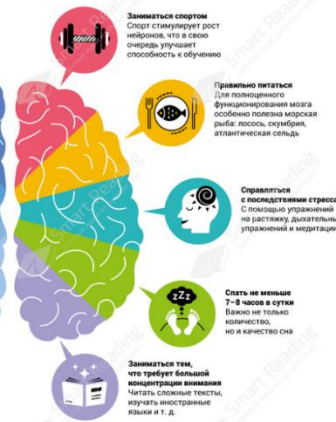 Заниматься спортом
Спорт стимулирует рост
нейронов, что в свою
очередь улучшает
способность к обучению
Правильно питаться
Для полноценного
функционирования мозга
особенно полезна морская
рыба: лосось, скумбрия,
атлантическая сельдь
Справляться
с последствиями стресса
С помощью упражнений
на растяжку, дыхательных
упражнений и медитации
zZz
Спать не меньше
7–8 часов в сутки
Важно не только
количество,
но и качество сна
Заниматься тем,
что требует большой
концентрации внимания
Читать сложные тексты,
изучать иностранные
языки и т. д.
Smart Reading